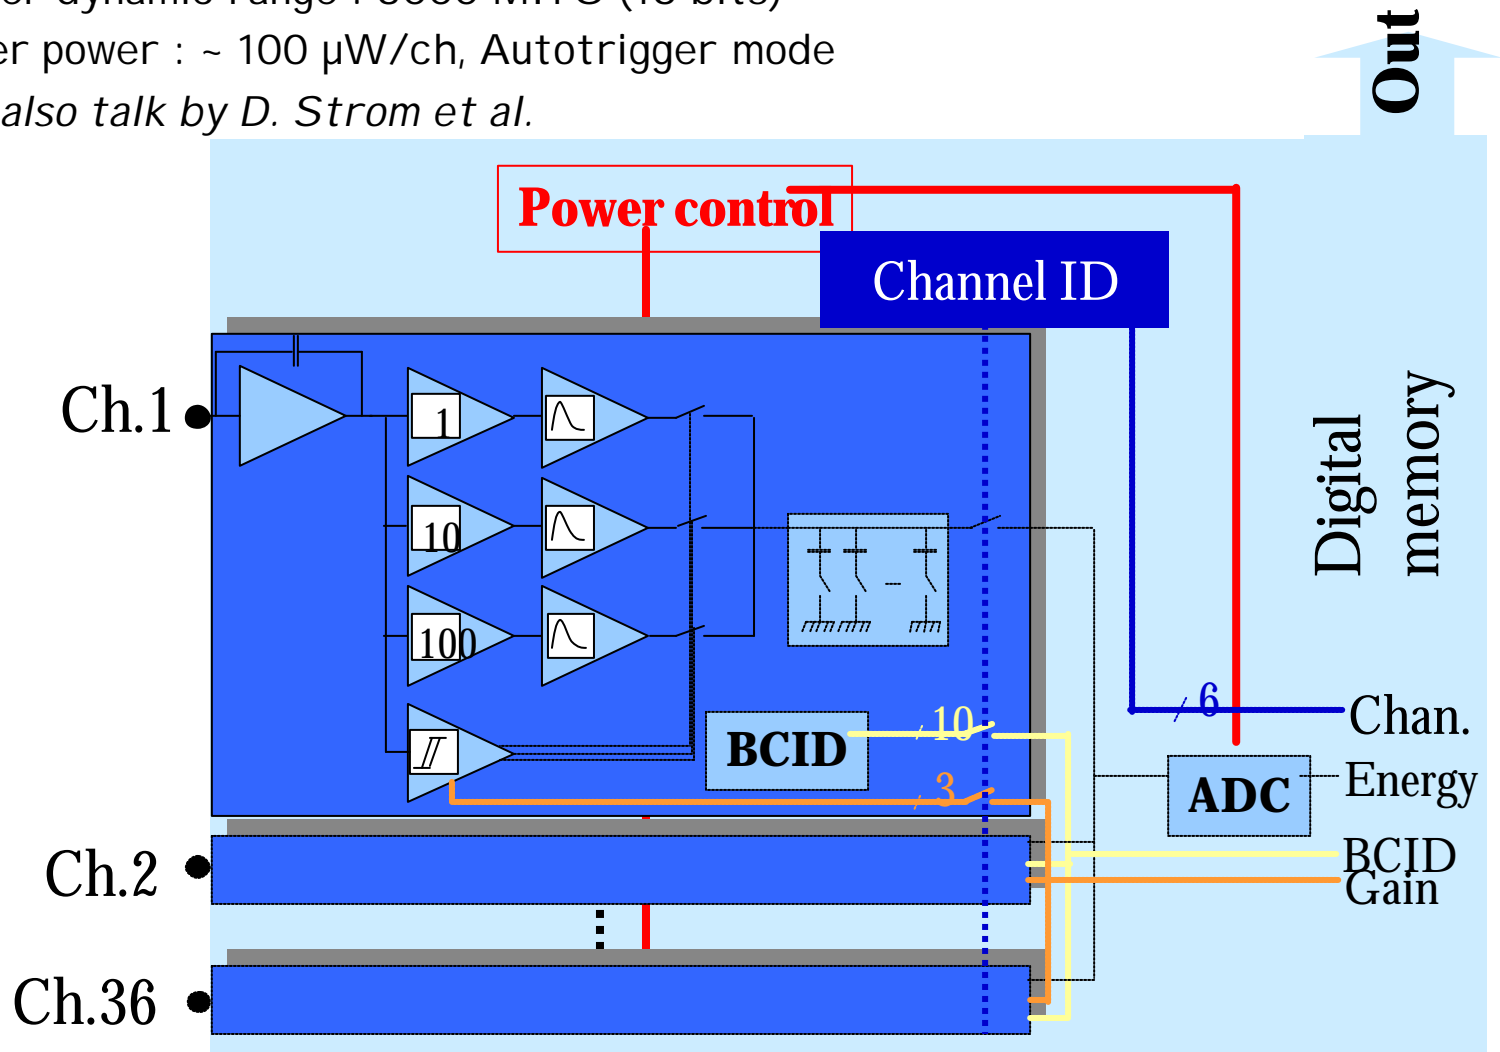 er power : ~ 100 µW/ch, Autotrigger mode
also talk by D. Strom et al.
Out
Power control
Channel ID
Ch.1
1
10
100
Digital
memory
6
Chan.
10
BCID
3
ADC
Energy
BCID
Gain
Ch.2
Ch.36